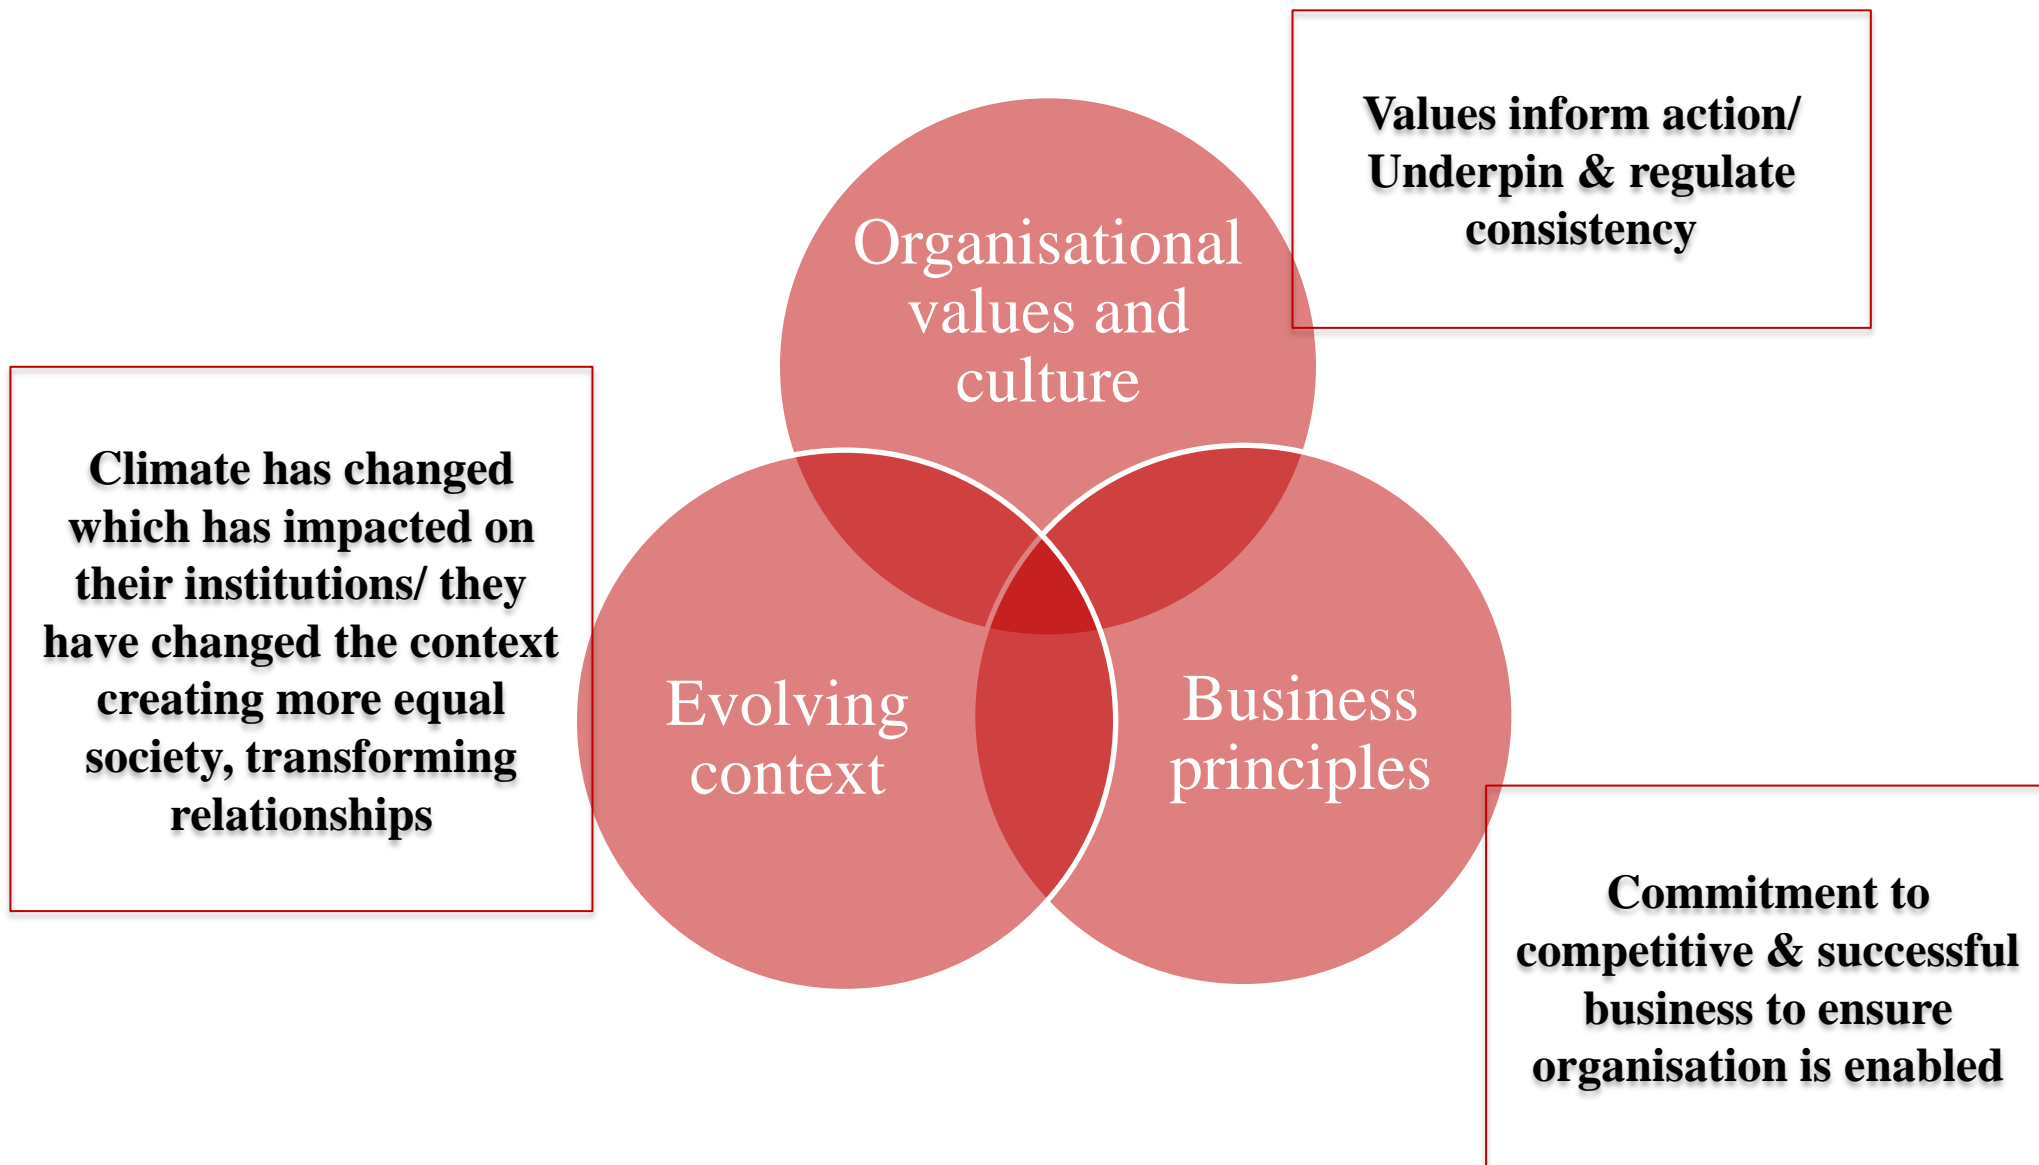 Values inform action/
Underpin & regulate
consistency
Organisational
values and
culture
Climate has changed
which has impacted on
their institutions/ they
have changed the context
creating more equal
society, transforming
relationships
Evolving
context
Business
principles
Commitment to
competitive & successful
business to ensure
organisation is enabled